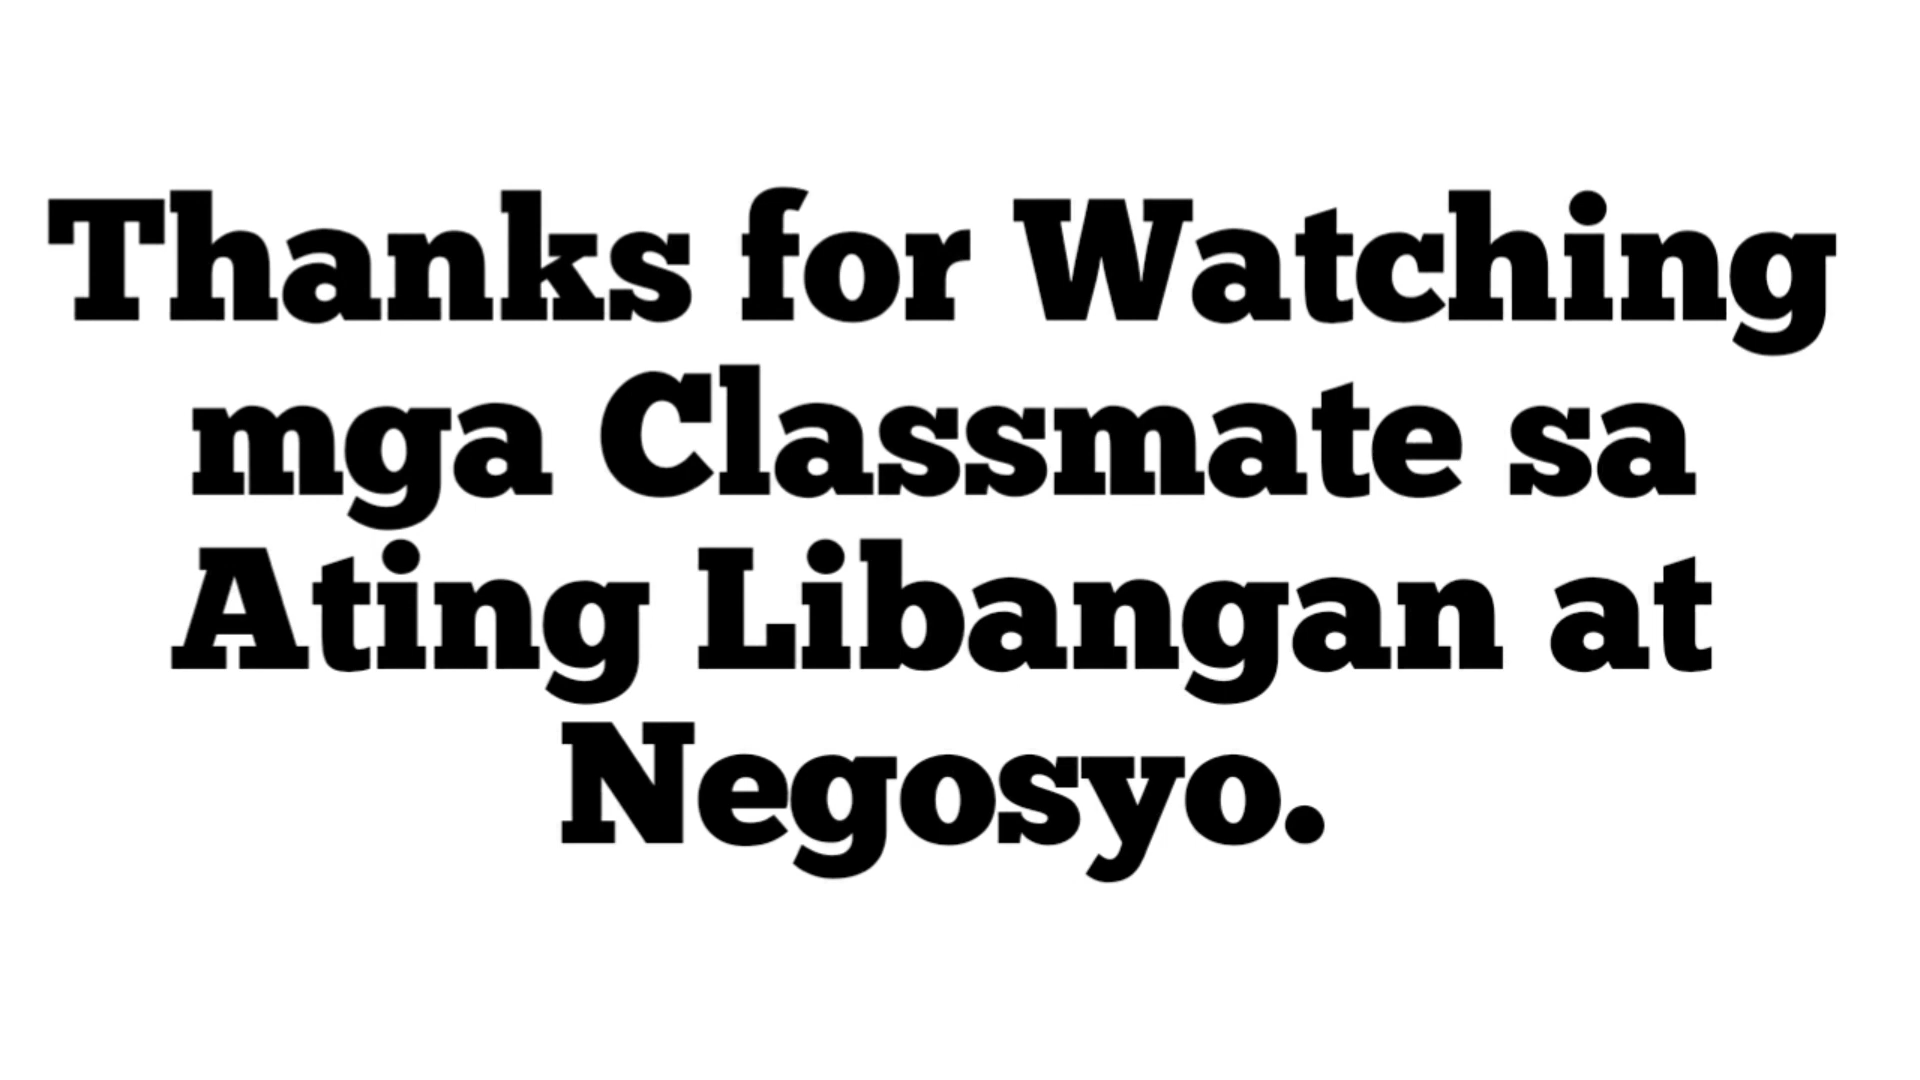 Thanks for Watching
mga Classmate sa
Ating Libangan at
Negosyo.